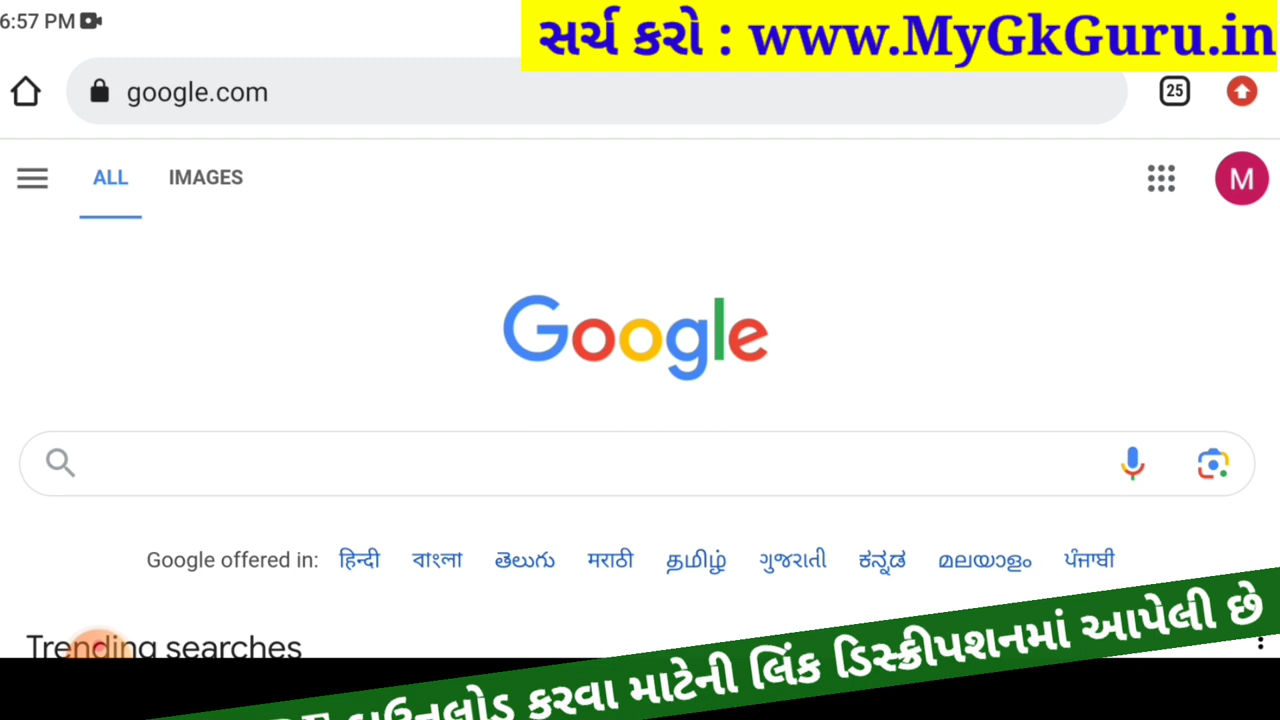 6:57 PM
સર્ચ કરો : www.MyGkGuru.in
google.com
25
ALL IMAGES
M
Google
Google offered in: हिन्दी বাংলা తెలుగు मराठी தமிழ் ગુજરાતી ಕನ್ನಡ മലയാളം ਪੰਜਾਬੀ
Trending searches
ડાઉનલોડ કરવા માટેની લિંક ડિસ્ક્રીપશનમાં આપેલી છે